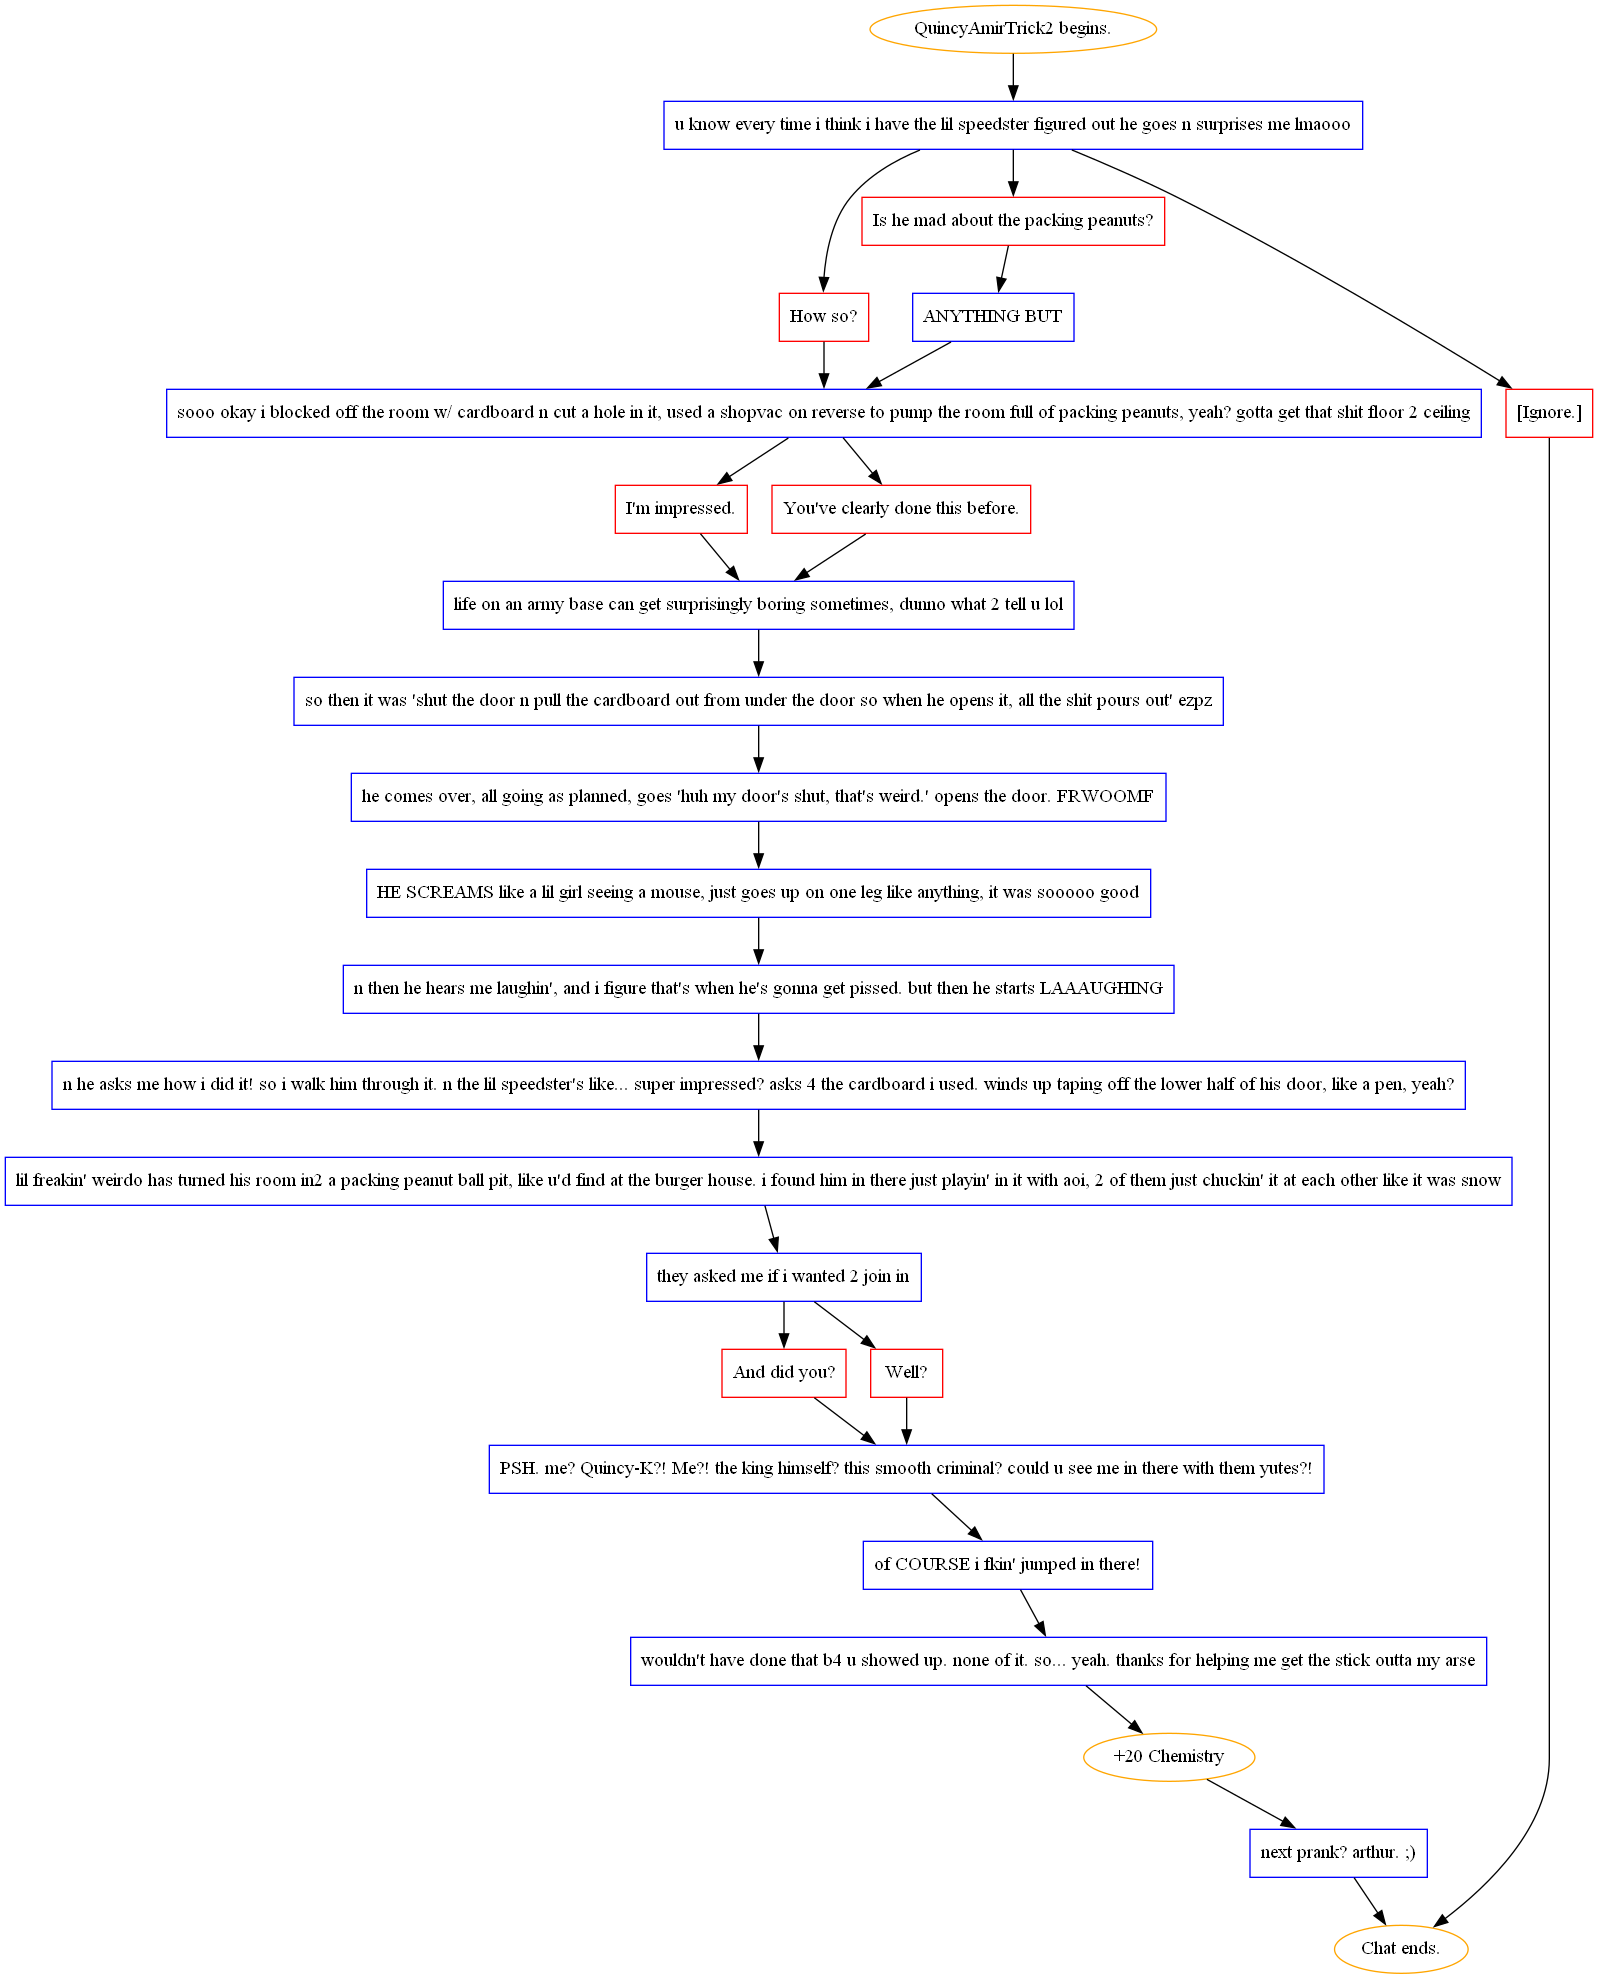 QuincyAmirTrick2 begins.
u know every time i think i have the lil speedster figured out he goes n surprises me lmaooo
Is he mad about the packing peanuts?
How so?
ANYTHING BUT
sooo okay i blocked off the room w/ cardboard n cut a hole in it, used a shopvac on reverse to pump the room full of packing peanuts, yeah? gotta get that shit floor 2 ceiling
[Ignore.]
I'm impressed.
You've clearly done this before.
life on an army base can get surprisingly boring sometimes, dunno what 2 tell u lol
so then it was 'shut the door n pull the cardboard out from under the door so when he opens it, all the shit pours out' ezpz
he comes over, all going as planned, goes 'huh my door's shut, that's weird.' opens the door. FRWOOMF
HE SCREAMS like a lil girl seeing a mouse, just goes up on one leg like anything, it was sooooo good
n then he hears me laughin', and i figure that's when he's gonna get pissed. but then he starts LAAAUGHING
n he asks me how i did it! so i walk him through it. n the lil speedster's like... super impressed? asks 4 the cardboard i used. winds up taping off the lower half of his door, like a pen, yeah?
lil freakin' weirdo has turned his room in2 a packing peanut ball pit, like u'd find at the burger house. i found him in there just playin' in it with aoi, 2 of them just chuckin' it at each other like it was snow
they asked me if i wanted 2 join in
And did you?
Well?
PSH. me? Quincy-K?! Me?! the king himself? this smooth criminal? could u see me in there with them yutes?!
of COURSE i fkin' jumped in there!
wouldn't have done that b4 u showed up. none of it. so... yeah. thanks for helping me get the stick outta my arse
+20 Chemistry
next prank? arthur. ;)
Chat ends.